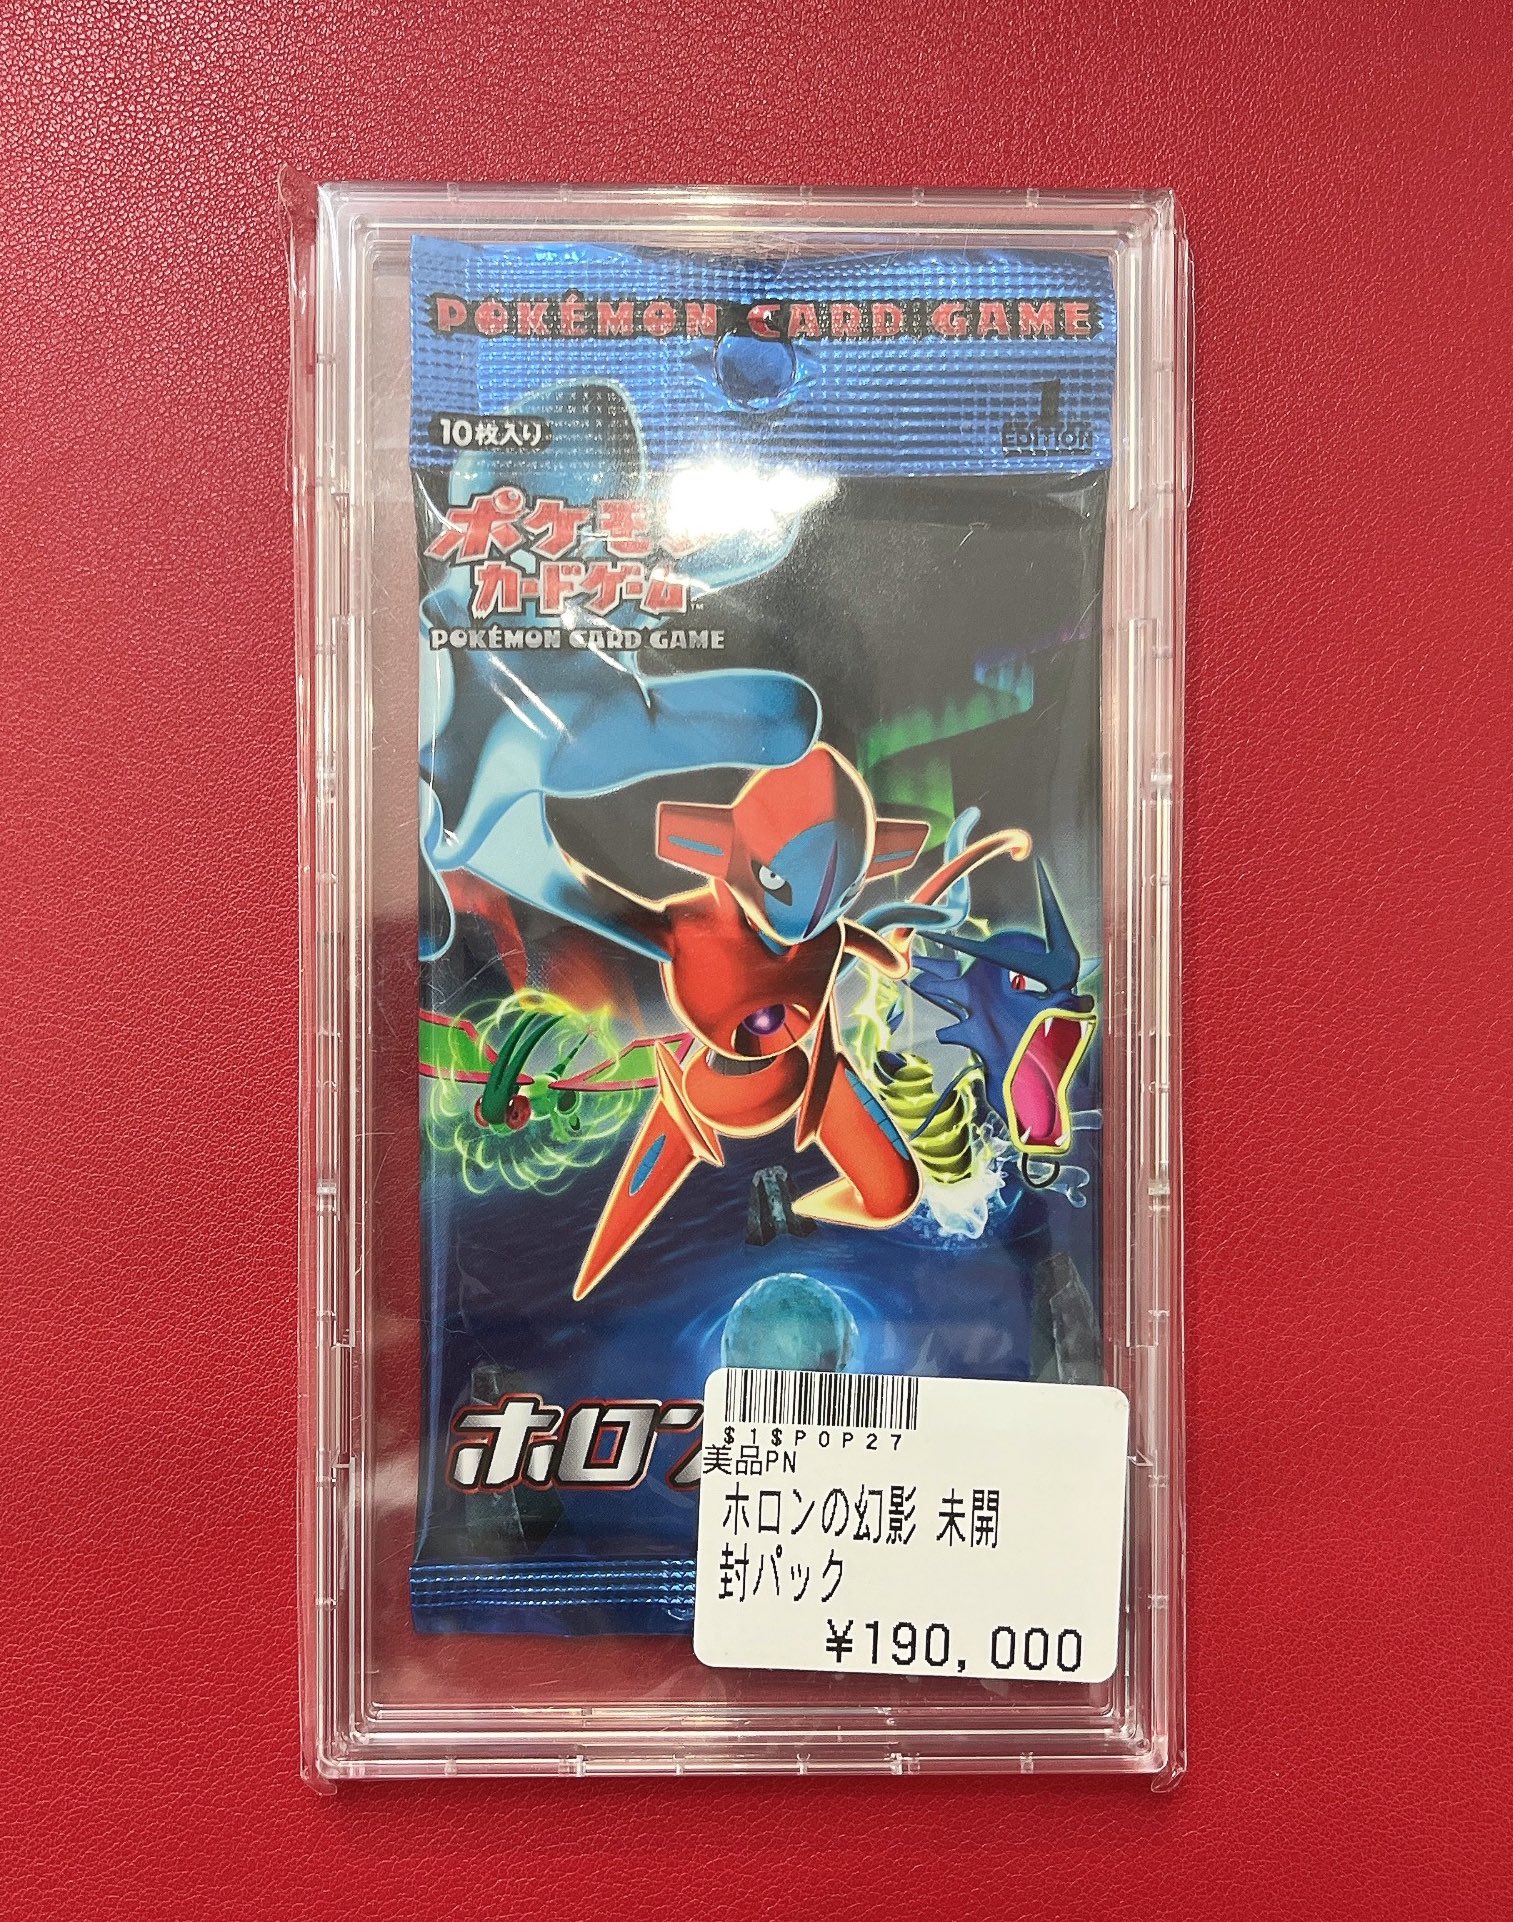 POKÉMON CARD GAME
1
EDITION
10枚入り
ポケモ
カードゲーム™
POKÉMON CARD GAME
ホロン
$1$POP27
美品PN
ホロンの幻影 未開
封パック
¥190,000